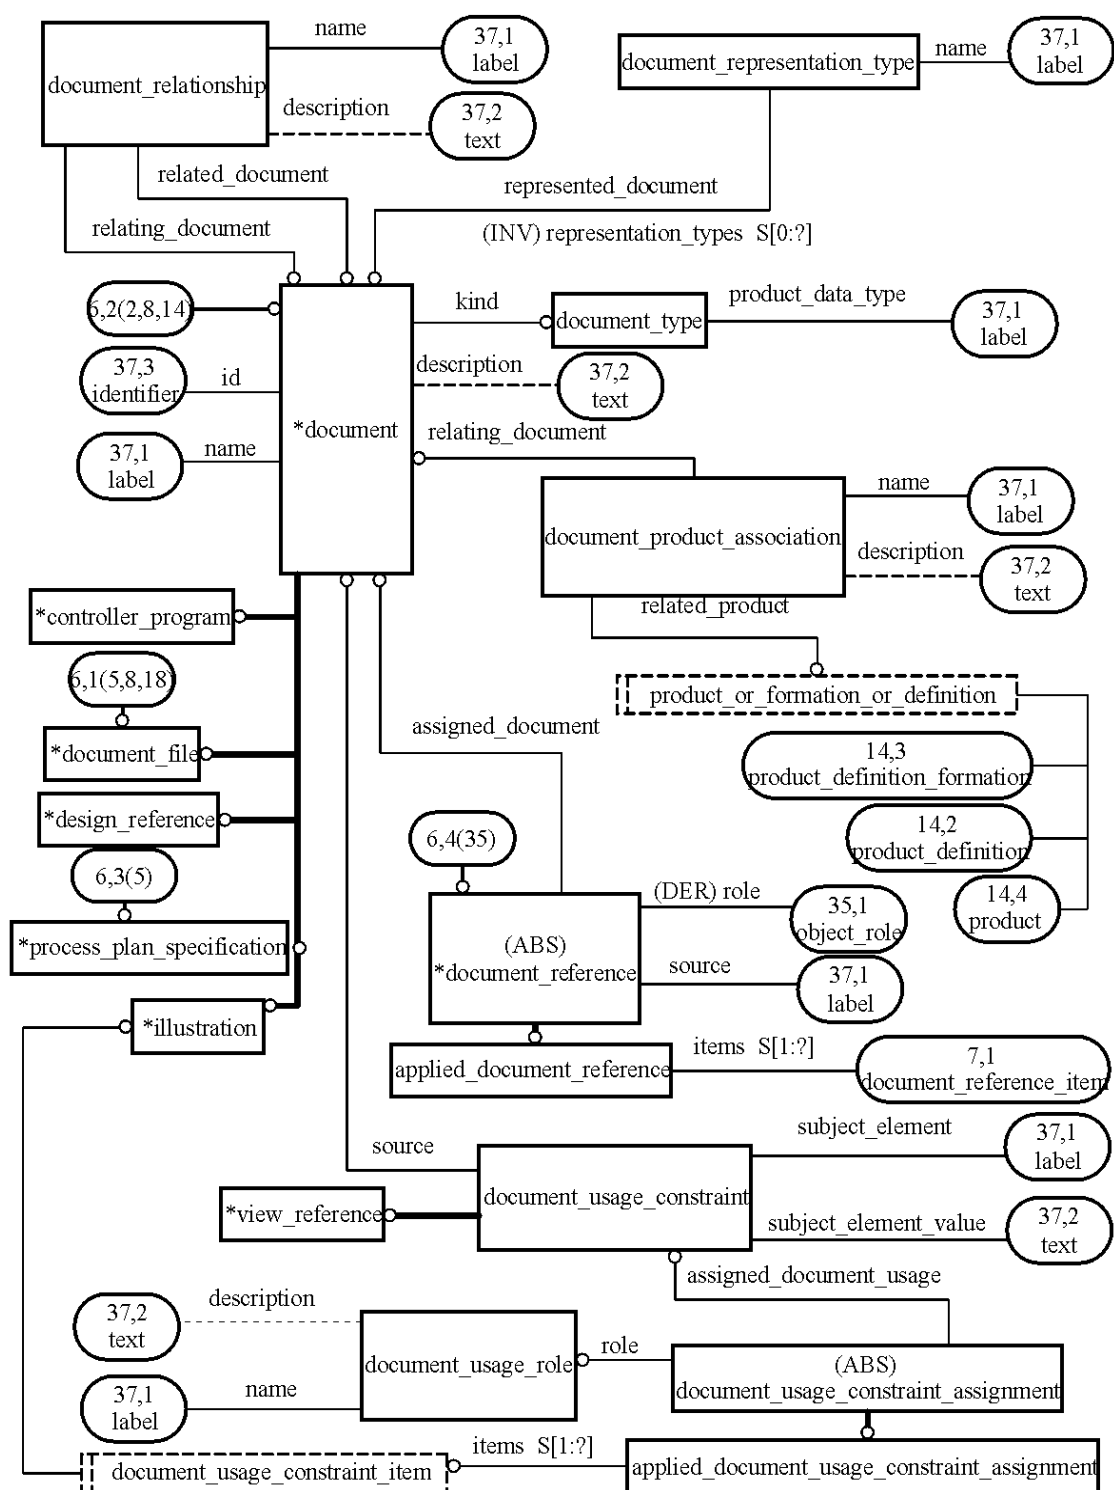 name
37,1
label
document_relationship
description
37,2
text
document_representation_type
name
37,1
label
related_document
represented_document
relating_document
(INV) representation_types S[0:?]
6,2(2,8,14)
kind
document_type
product_data_type
37,1
label
37,3
identifier
id
description
37,2
text
*document
37,1
label
name
relating_document
document_product_association
name
37,1
label
description
37,2
text
related_product
*controller_program
6,1(5,8,18)
product_or_formation_or_definition
assigned_document
*document_file
14,3
product_definition_formation
*design_reference
6,4(35)
14,2
product_definition
6,3(5)
(DER) role
35,1
object_role
14,4
product
*process_plan_specification
(ABS)
*document_reference
source
37,1
label
*illustration
applied_document_reference
items S[1:?]
7,1
document_reference_item
source
document_usage_constraint
subject_element
37,1
label
*view_reference
subject_element_value
37,2
text
assigned_document_usage
37,2
text
description
document_usage_role
role
(ABS)
document_usage_constraint_assignment
37,1
label
name
document_usage_constraint_item
items S[1:?]
applied_document_usage_constraint_assignment